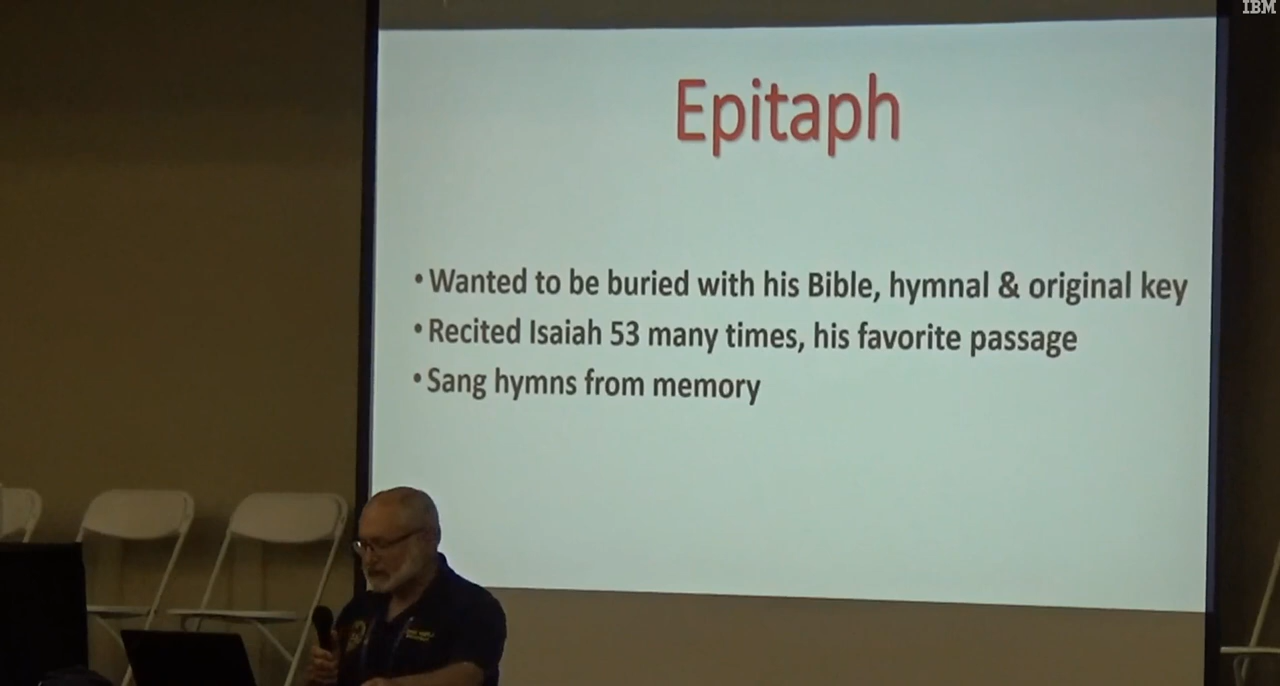 IBM
Epitaph
• Wanted to be buried with his Bible, hymnal & original key
• Recited Isaiah 53 many times, his favorite passage
• Sang hymns from memory